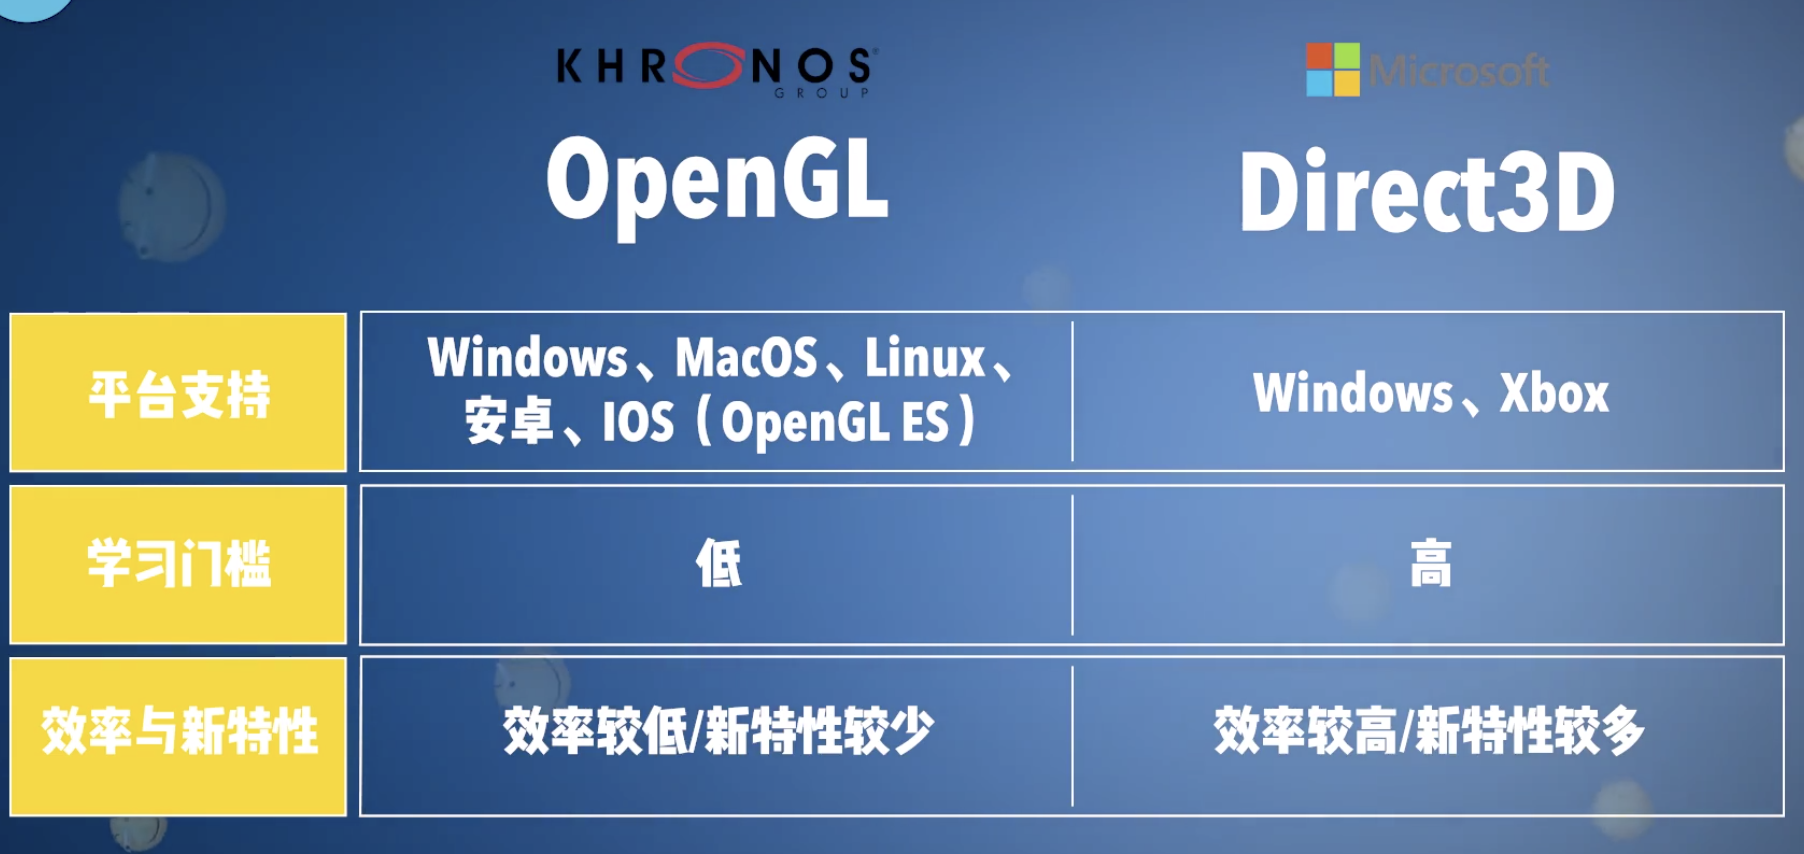 KHRONOS
GROUP
Microsoft
OpenGL
Direct3D
平台支持
Windows、MacOS、Linux、
安卓、IOS（OpenGL ES）
Windows、Xbox
学习门槛
低
高
效率与新特性
效率较低/新特性较少
效率较高/新特性较多